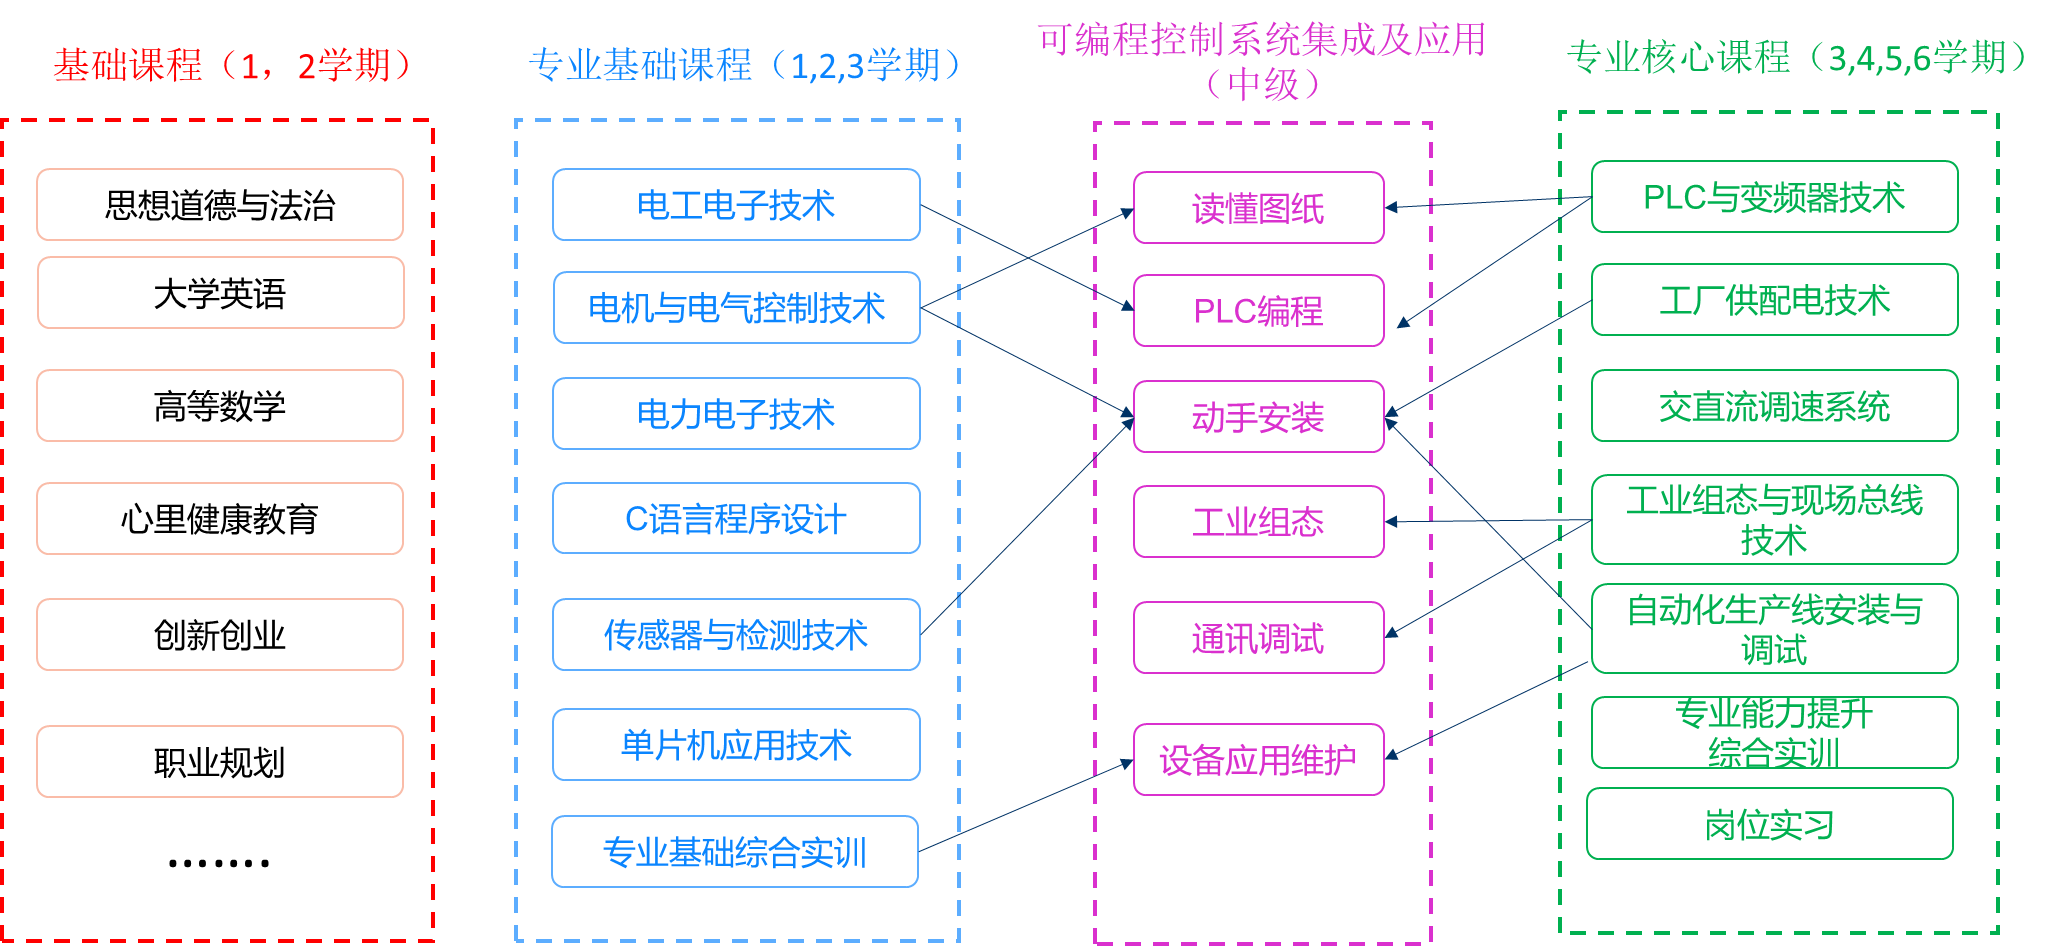 基础课程（1，2学期）
思想道德与法治
大学英语
高等数学
心里健康教育
创新创业
职业规划
.......
专业基础课程（1,2,3学期）
电工电子技术
电机与电气控制技术
电力电子技术
C语言程序设计
传感器与检测技术
单片机应用技术
专业基础综合实训
可编程控制系统集成及应用
（中级）
读懂图纸
PLC编程
动手安装
工业组态
通讯调试
设备应用维护
专业核心课程（3,4,5,6学期）
PLC与变频器技术
工厂供配电技术
交直流调速系统
工业组态与现场总线
技术
自动化生产线安装与
调试
专业能力提升
综合实训
岗位实习